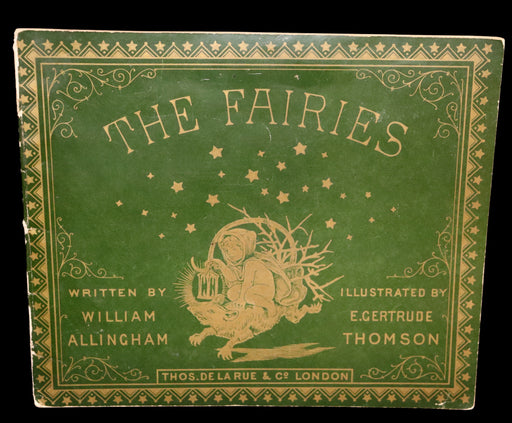 THE FAIRIES
WRITTEN BY
WILLIAM
ALLINGHAM
ILLUSTRATED BY
E.GERTRUDE
THOMSON
THOS. DE LA RUE & Cº LONDON